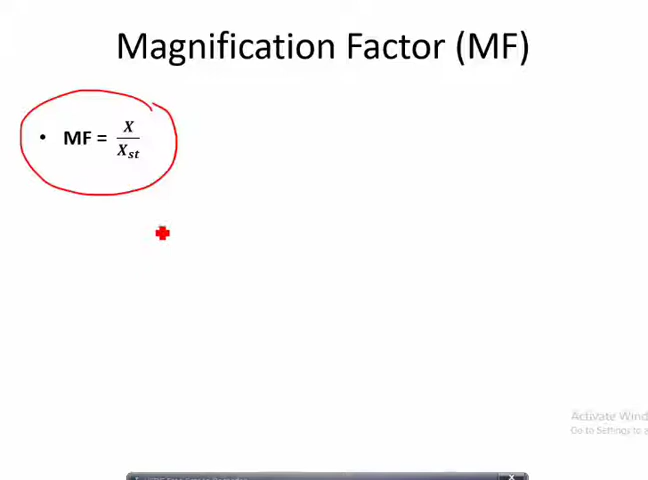 Magnification Factor (MF)
• MF = X / X_st
Activate Wind
Go to Settings to a